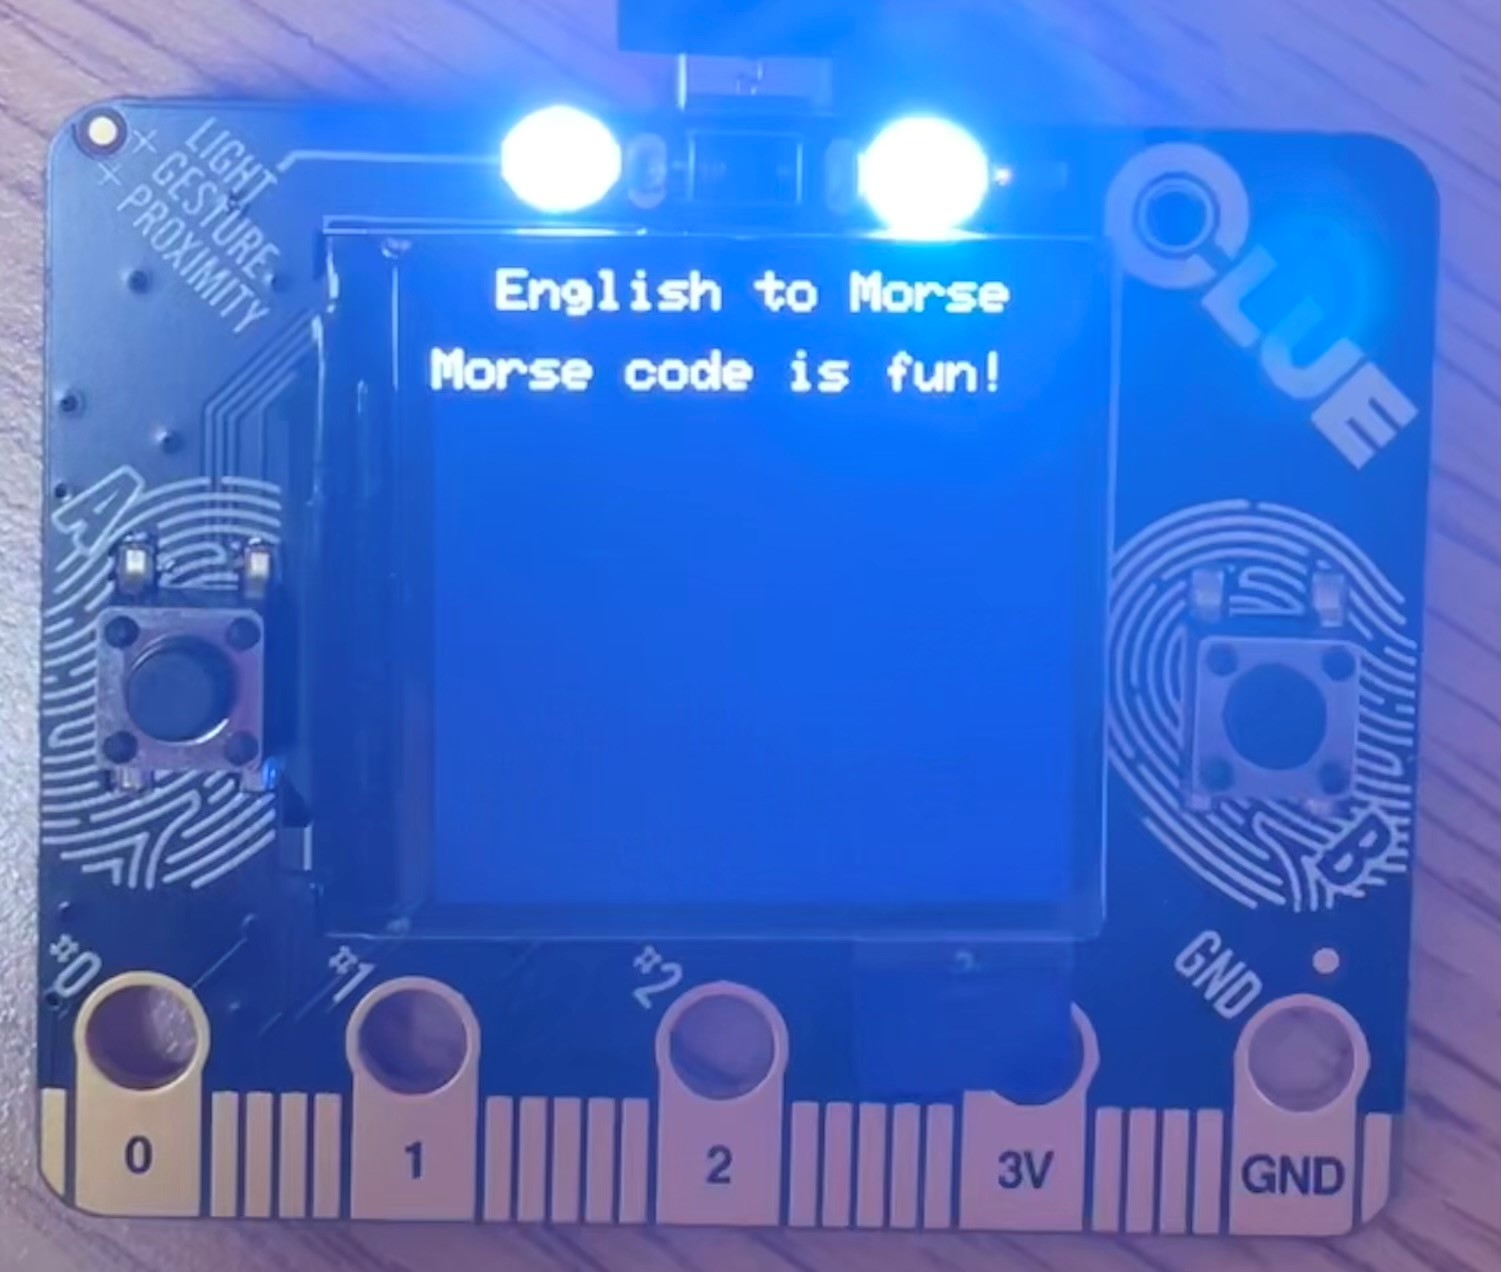 LIGHT
+ GESTURE
+ PROXIMITY
CLUE
English to Morse
Morse code is fun!
A
B
#0
#1
#2
GND
0
1
2
3V
GND